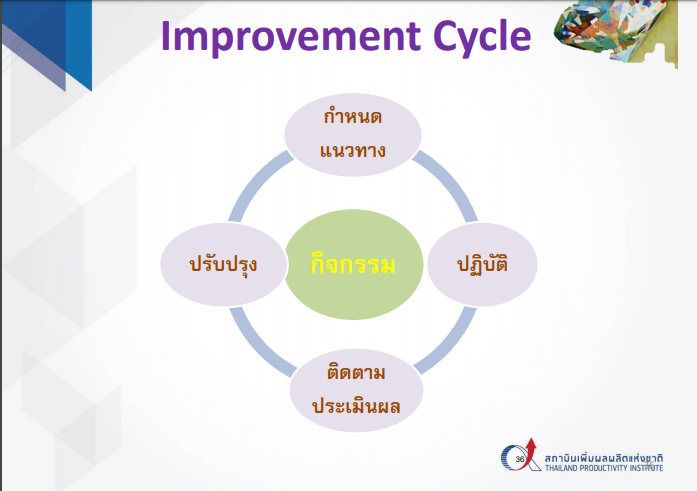 Improvement Cycle
กำหนด
แนวทาง
ปรับปรุง
กิจกรรม
ปฏิบัติ
ติดตาม
ประเมินผล
36
สถาบันเพิ่มผลผลิตแห่งชาติ
THAILAND PRODUCTIVITY INSTITUTE